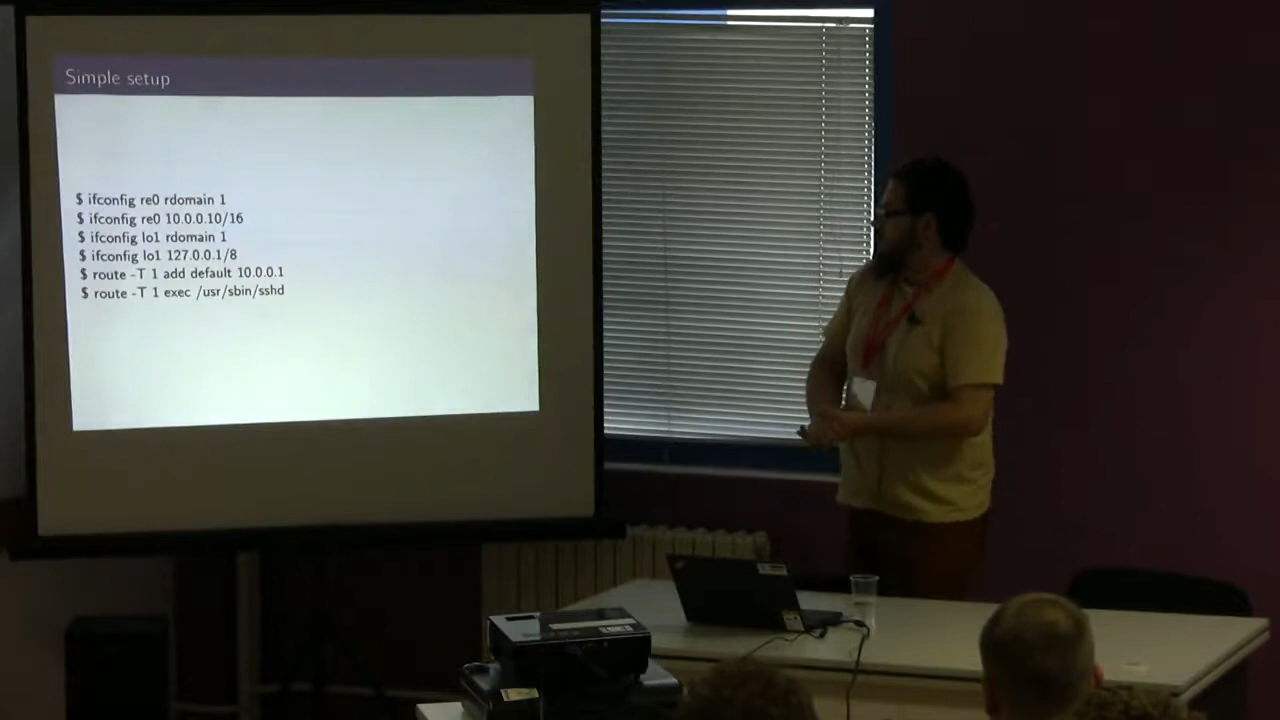 Simple setup
$ ifconfig re0 rdomain 1
$ ifconfig re0 10.0.0.10/16
$ ifconfig lo1 rdomain 1
$ ifconfig lo1 127.0.0.1/8
$ route -T 1 add default 10.0.0.1
$ route -T 1 exec /usr/sbin/sshd